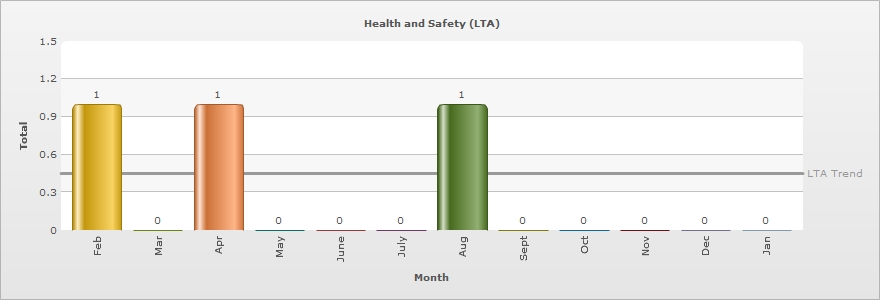 Health and Safety (LTA)
1.5
1.2
0.9
0.6
0.3
0
Total
1
0
1
0
0
0
1
0
0
0
0
0
LTA Trend
Feb
Mar
Apr
May
June
July
Aug
Sept
Oct
Nov
Dec
Jan
Month